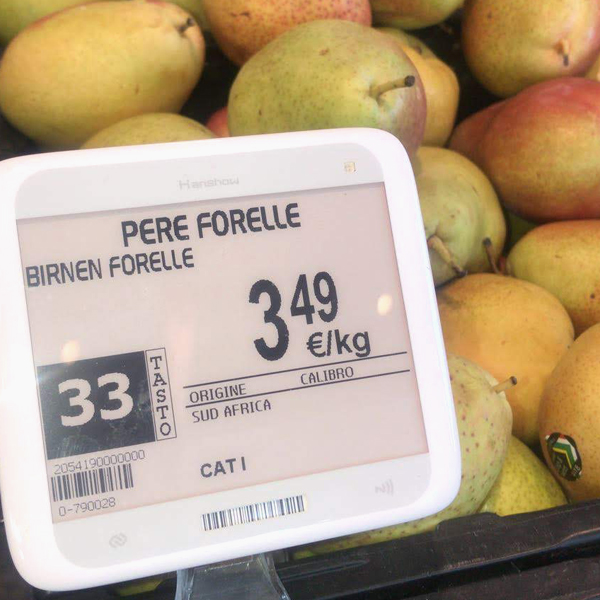 Hanshow
PERE FORELLE
BIRNEN FORELLE
3 49
€/kg
33
TASTO
ORIGINE CALIBRO
SUD AFRICA
2054190000000
0-790028
CAT I
N